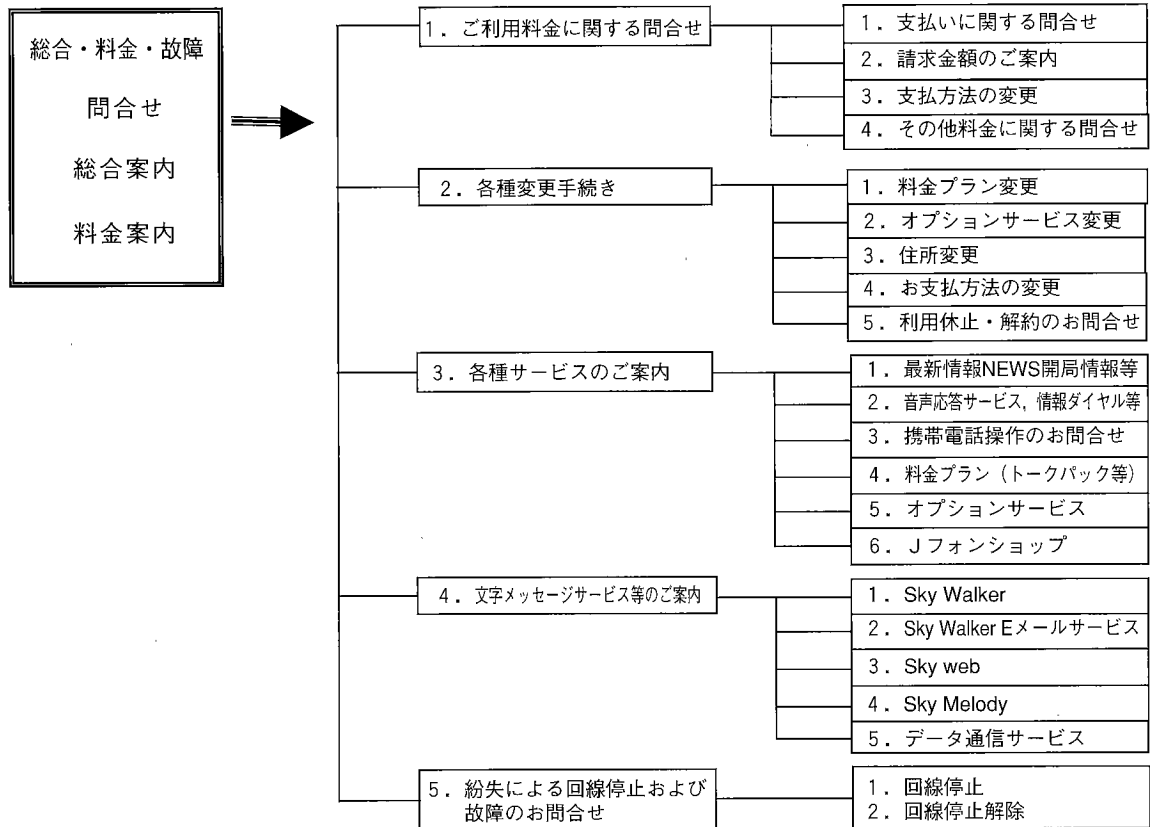 総合・料金・故障
問合せ
総合案内
料金案内
1．ご利用料金に関する問合せ
1．支払いに関する問合せ
2．請求金額のご案内
3．支払方法の変更
4．その他料金に関する問合せ
2．各種変更手続き
1．料金プラン変更
2．オプションサービス変更
3．住所変更
4．お支払方法の変更
5．利用休止・解約のお問合せ
3．各種サービスのご案内
1．最新情報NEWS開局情報等
2．音声応答サービス，情報ダイヤル等
3．携帯電話操作のお問合せ
4．料金プラン（トークパック等）
5．オプションサービス
6．Jフォンショップ
4．文字メッセージサービス等のご案内
1．Sky Walker
2．Sky Walker Eメールサービス
3．Sky web
4．Sky Melody
5．データ通信サービス
5．紛失による回線停止および
故障のお問合せ
1．回線停止
2．回線停止解除